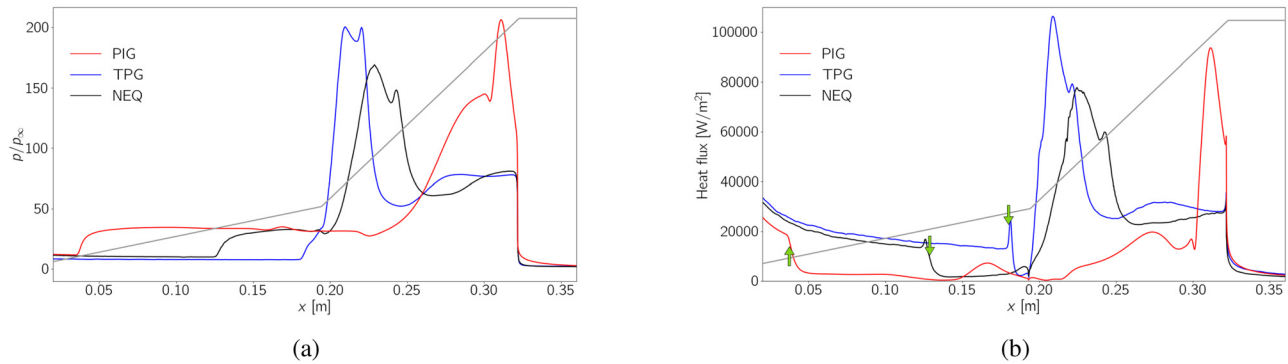 200
150
100
50
0
p/p∞
PIG
TPG
NEQ
0.05
0.10
0.15
0.20
0.25
0.30
0.35
x [m]
(a)
100000
80000
60000
40000
20000
0
Heat flux [W/m²]
PIG
TPG
NEQ
0.05
0.10
0.15
0.20
0.25
0.30
0.35
x [m]
(b)